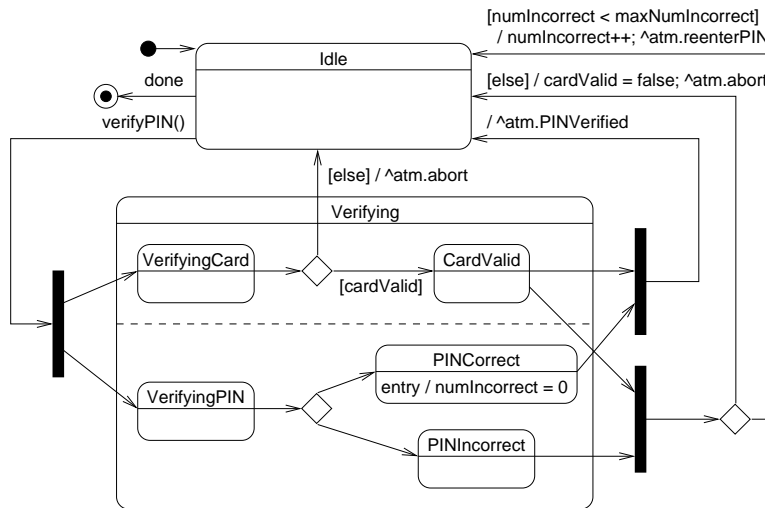 [numIncorrect < maxNumIncorrect]
/ numIncorrect++; ^atm.reenterPIN
Idle
done
[else] / cardValid = false; ^atm.abort
verifyPIN()
/ ^atm.PINVerified
[else] / ^atm.abort
Verifying
VerifyingCard
CardValid
[cardValid]
PINCorrect
entry / numIncorrect = 0
VerifyingPIN
PINIncorrect